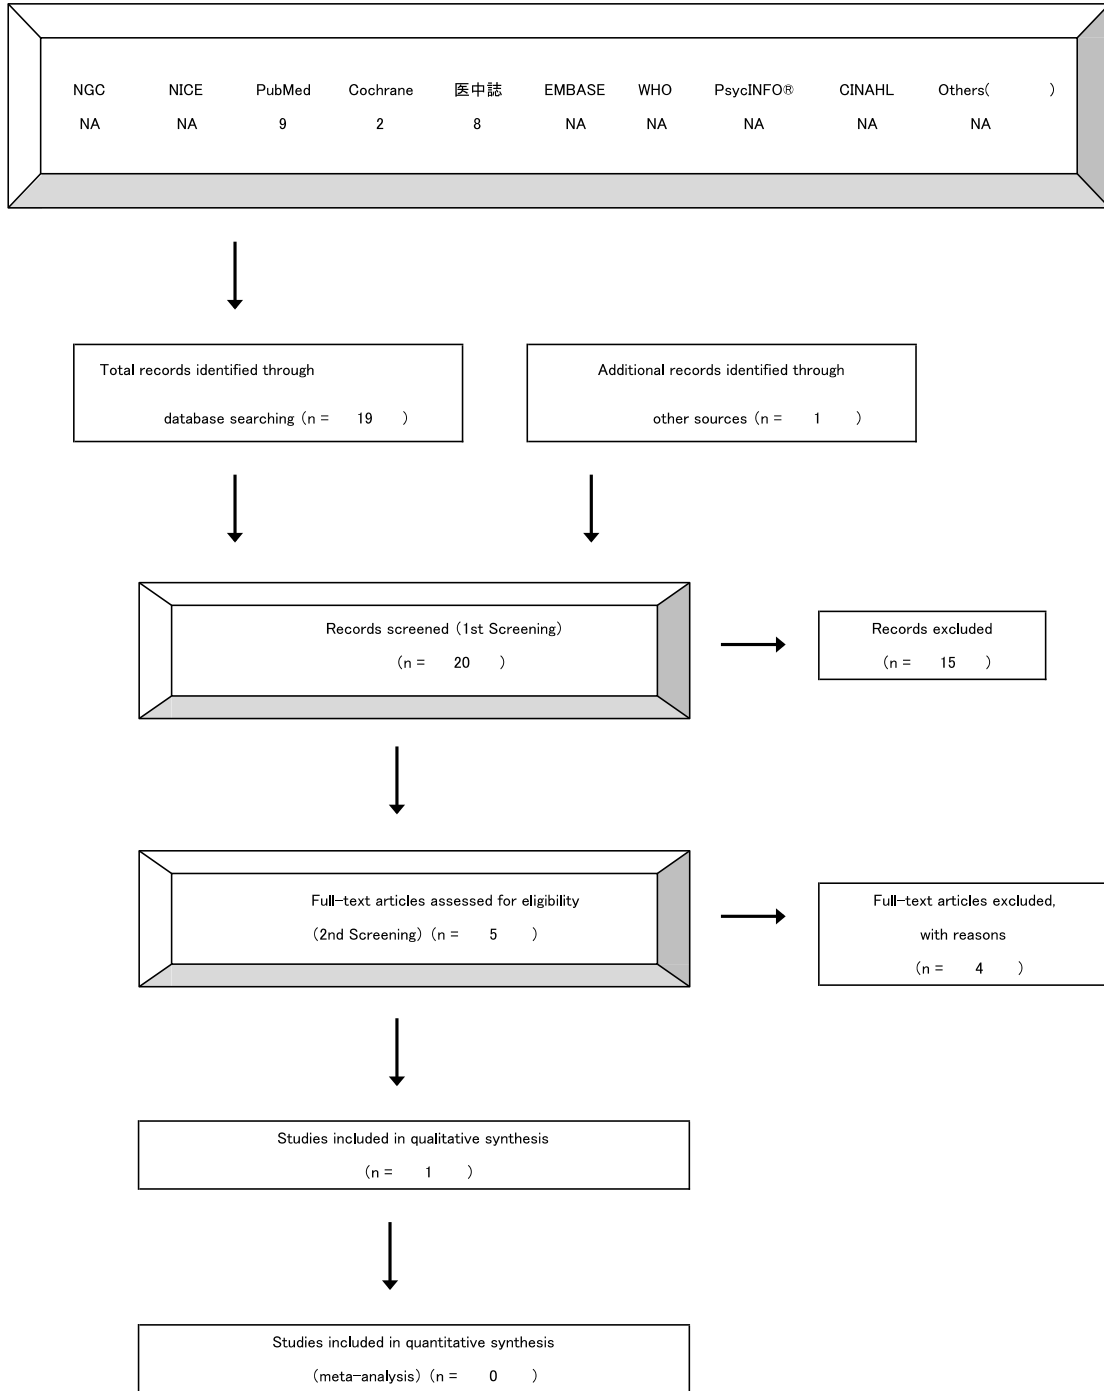 NGC NICE PubMed Cochrane 医中誌 EMBASE WHO PsycINFO® CINAHL Others( )
NA NA 9 2 8 NA NA NA NA NA
Total records identified through
database searching (n = 19 )
Additional records identified through
other sources (n = 1 )
Records screened (1st Screening)
(n = 20 )
Records excluded
(n = 15 )
Full-text articles assessed for eligibility
(2nd Screening) (n = 5 )
Full-text articles excluded,
with reasons
(n = 4 )
Studies included in qualitative synthesis
(n = 1 )
Studies included in quantitative synthesis
(meta-analysis) (n = 0 )